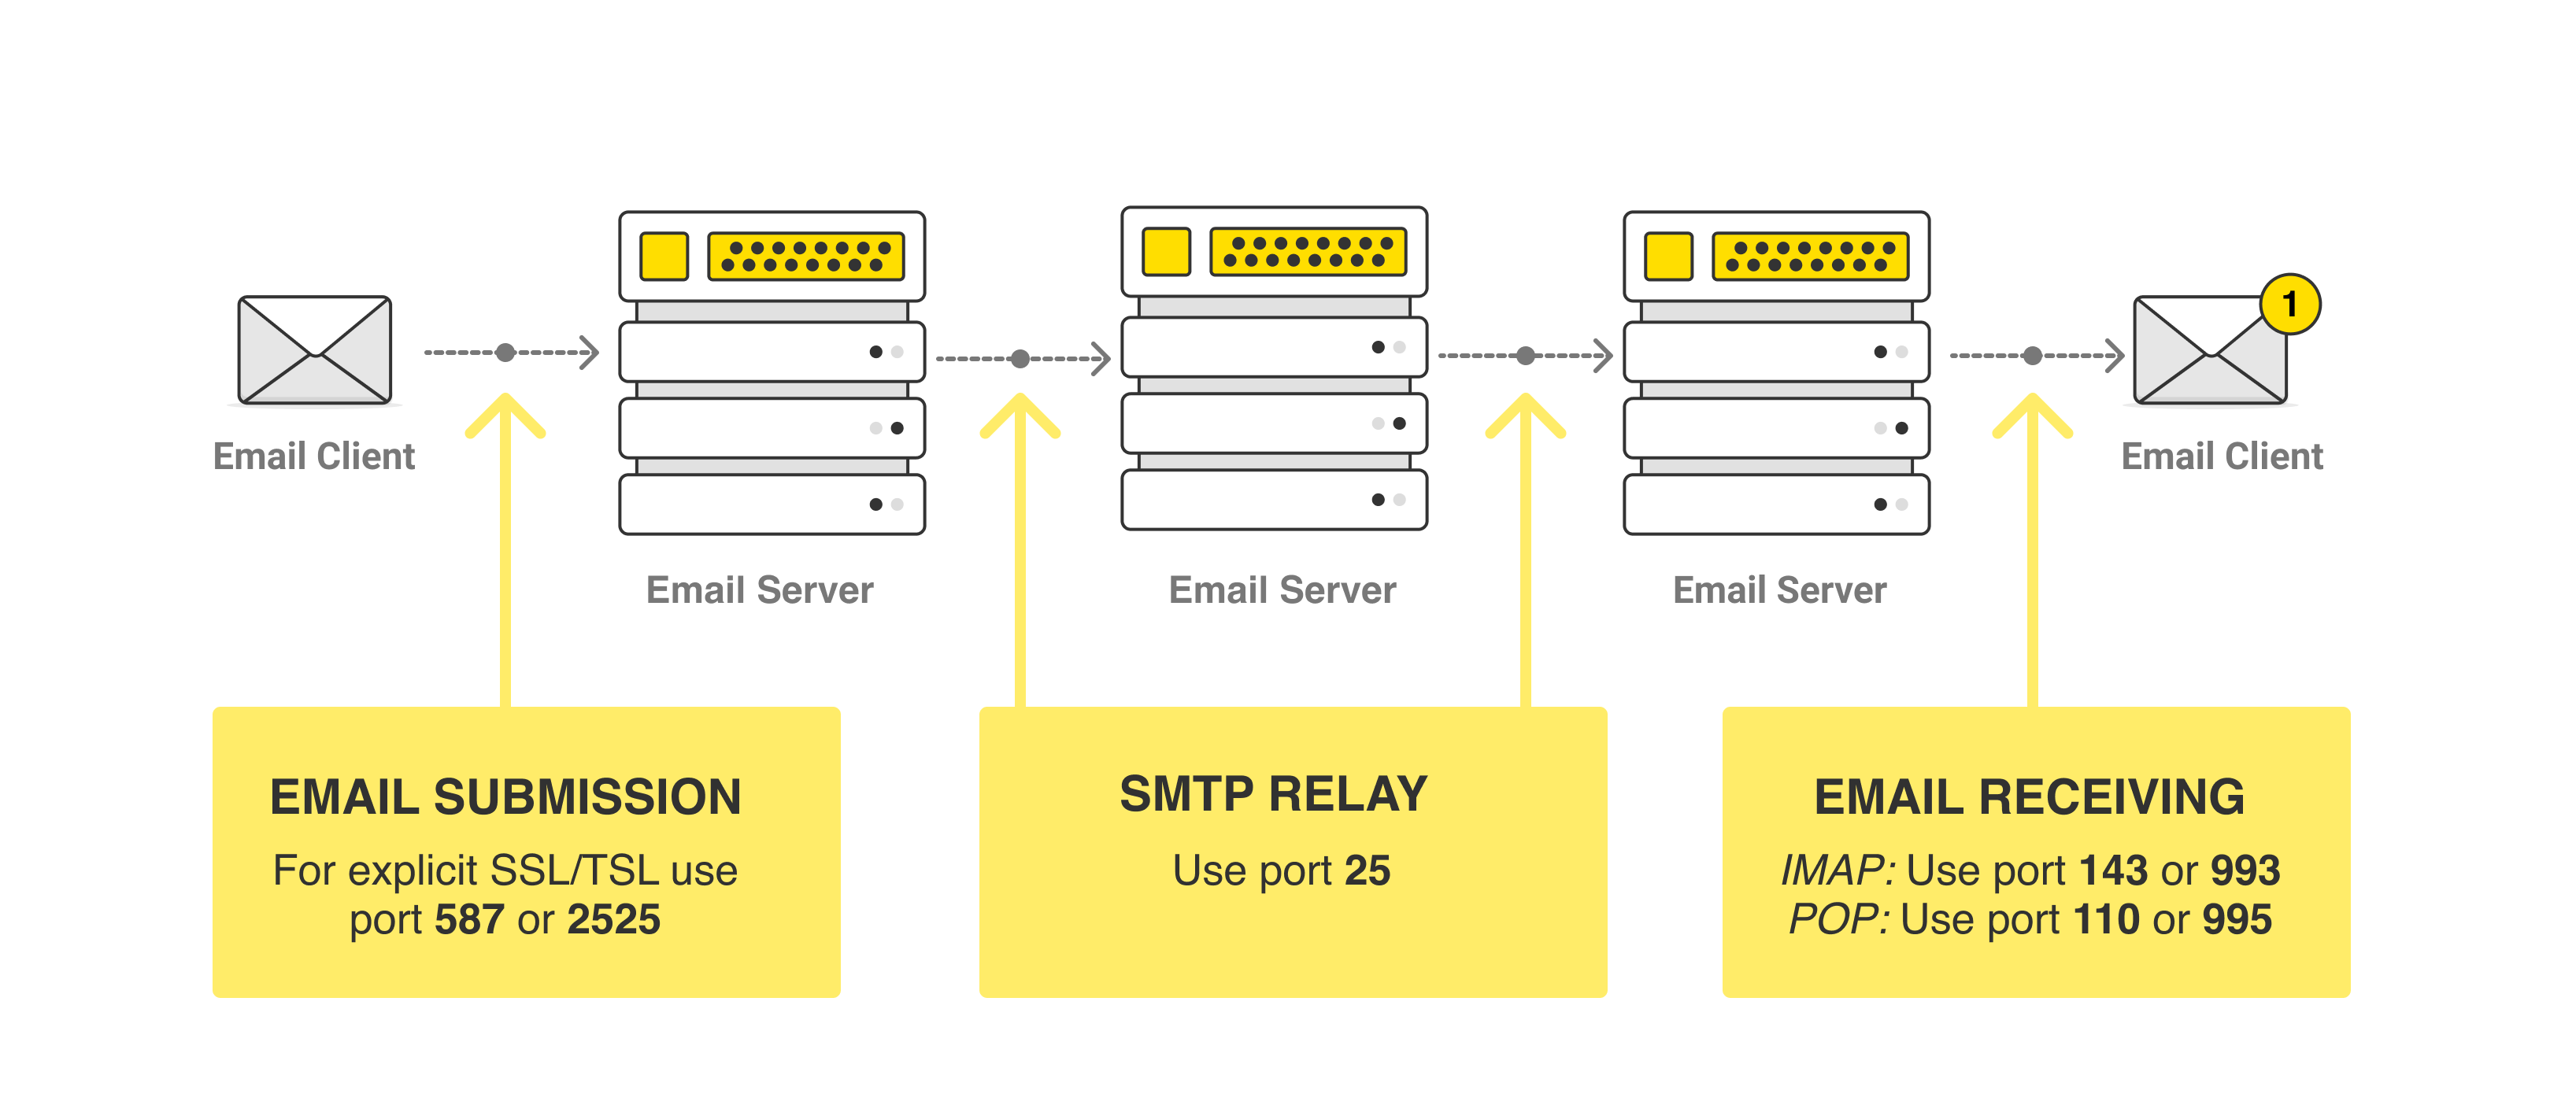 1
Email Client
Email Client
Email Server
Email Server
Email Server
EMAIL SUBMISSION
For explicit SSL/TSL use
port 587 or 2525
SMTP RELAY
Use port 25
EMAIL RECEIVING
IMAP: Use port 143 or 993
POP: Use port 110 or 995